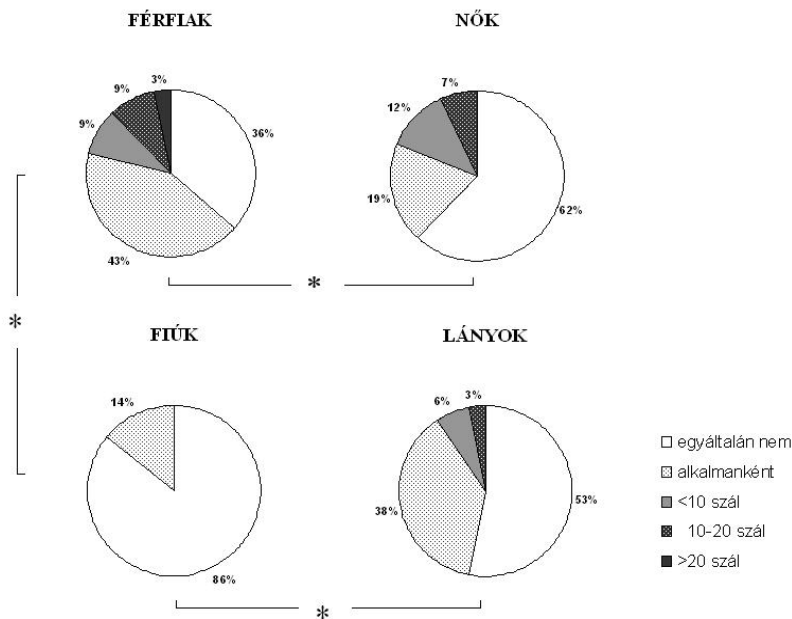 FÉRFIAK
NŐK
9%
3%
9%
36%
43%
7%
12%
19%
62%
*
*
FIÚK
LÁNYOK
14%
86%
6%
3%
38%
53%
egyáltalán nem
alkalmanként
<10 szál
10-20 szál
>20 szál
*